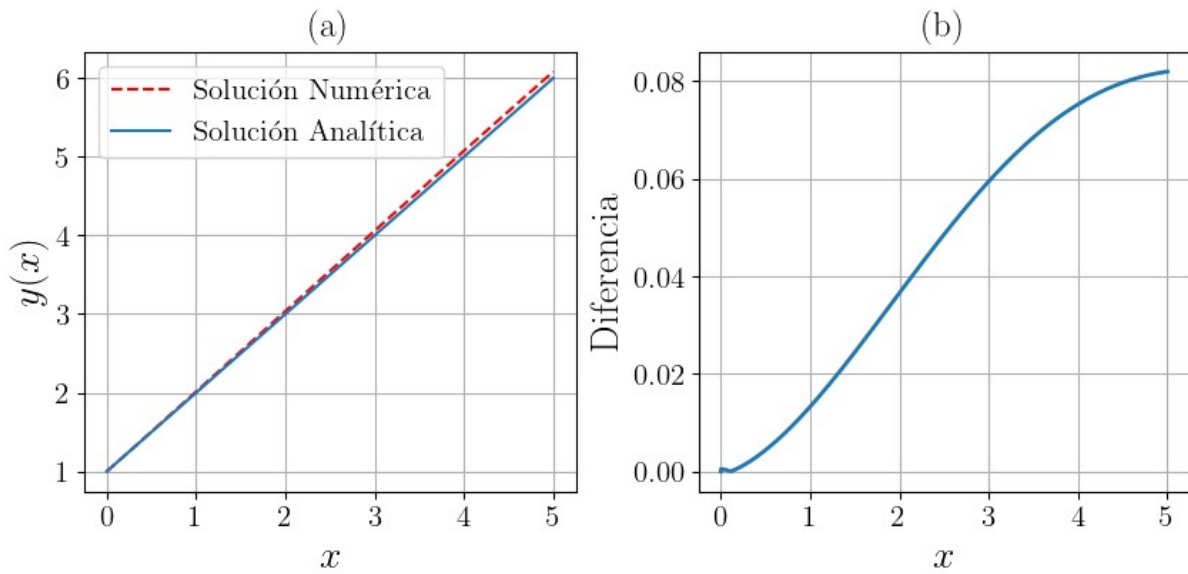 (a)
Solución Numérica
Solución Analítica
y(x)
6
5
4
3
2
1
0 1 2 3 4 5
x
(b)
Diferencia
0.08
0.06
0.04
0.02
0.00
0 1 2 3 4 5
x